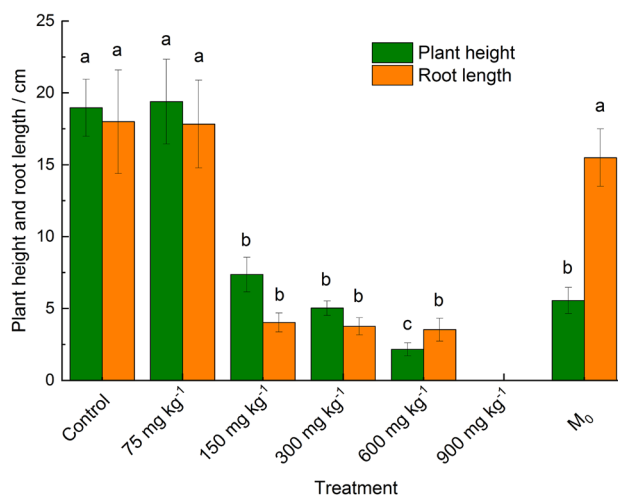 Plant height
Root length
Plant height and root length / cm
25
20
15
10
5
0
a a a a b b b b c b b a
Control
75 mg kg⁻¹
150 mg kg⁻¹
300 mg kg⁻¹
600 mg kg⁻¹
900 mg kg⁻¹
M₀
Treatment